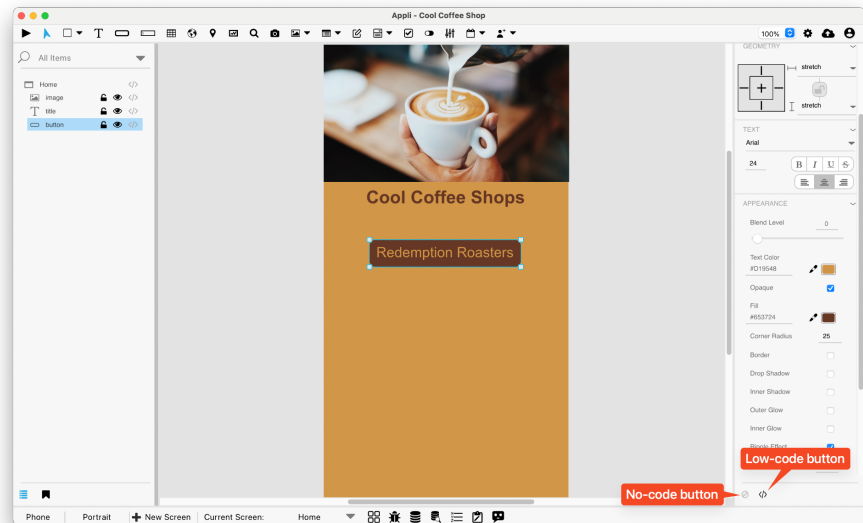 Appli - Cool Coffee Shop
T
100%
All Items
Home
image
T title
button
Cool Coffee Shops
Redemption Roasters
GEOMETRY
stretch
stretch
TEXT
Arial
24 B I U S
APPEARANCE
Blend Level 0
Text Color
#D19548
Opaque
Fill
#653724
Corner Radius 25
Border
Drop Shadow
Inner Shadow
Outer Glow
Inner Glow
Ripple Effect
Low-code button
No-code button
Phone Portrait New Screen Current Screen: Home